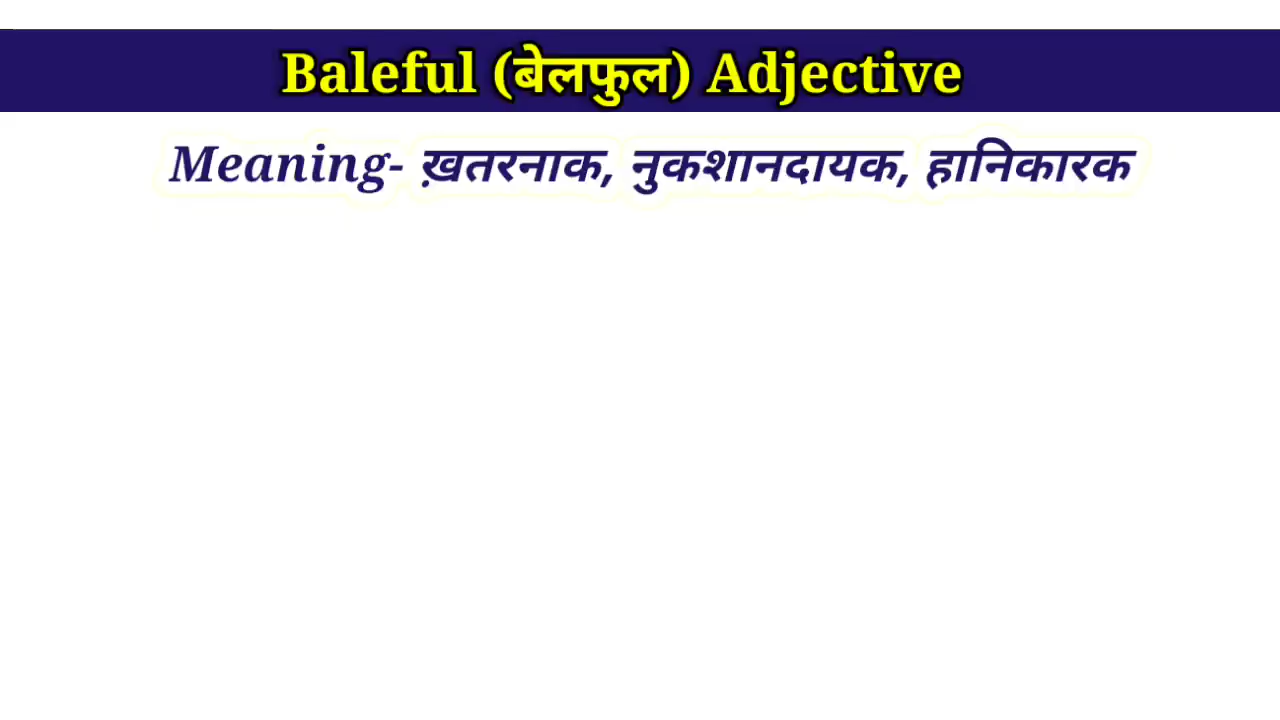 Baleful (बेलफुल) Adjective
Meaning- ख़तरनाक, नुकशानदायक, हानिकारक